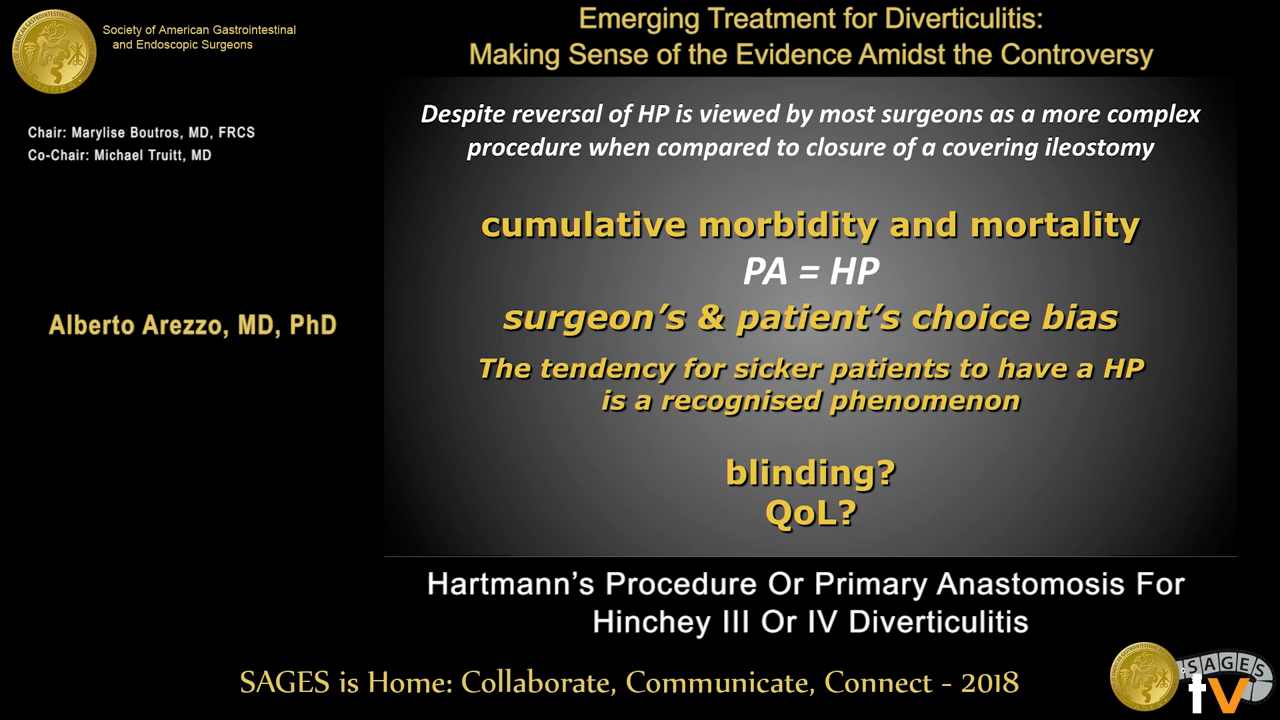 Society of American Gastrointestinal
and Endoscopic Surgeons
Emerging Treatment for Diverticulitis:
Making Sense of the Evidence Amidst the Controversy
Chair: Marylise Boutros, MD, FRCS
Co-Chair: Michael Truitt, MD
Alberto Arezzo, MD, PhD
Despite reversal of HP is viewed by most surgeons as a more complex
procedure when compared to closure of a covering ileostomy
cumulative morbidity and mortality
PA = HP
surgeon's & patient's choice bias
The tendency for sicker patients to have a HP
is a recognised phenomenon
blinding?
QoL?
Hartmann's Procedure Or Primary Anastomosis For
Hinchey III Or IV Diverticulitis
SAGES is Home: Collaborate, Communicate, Connect - 2018
SAGES
tv